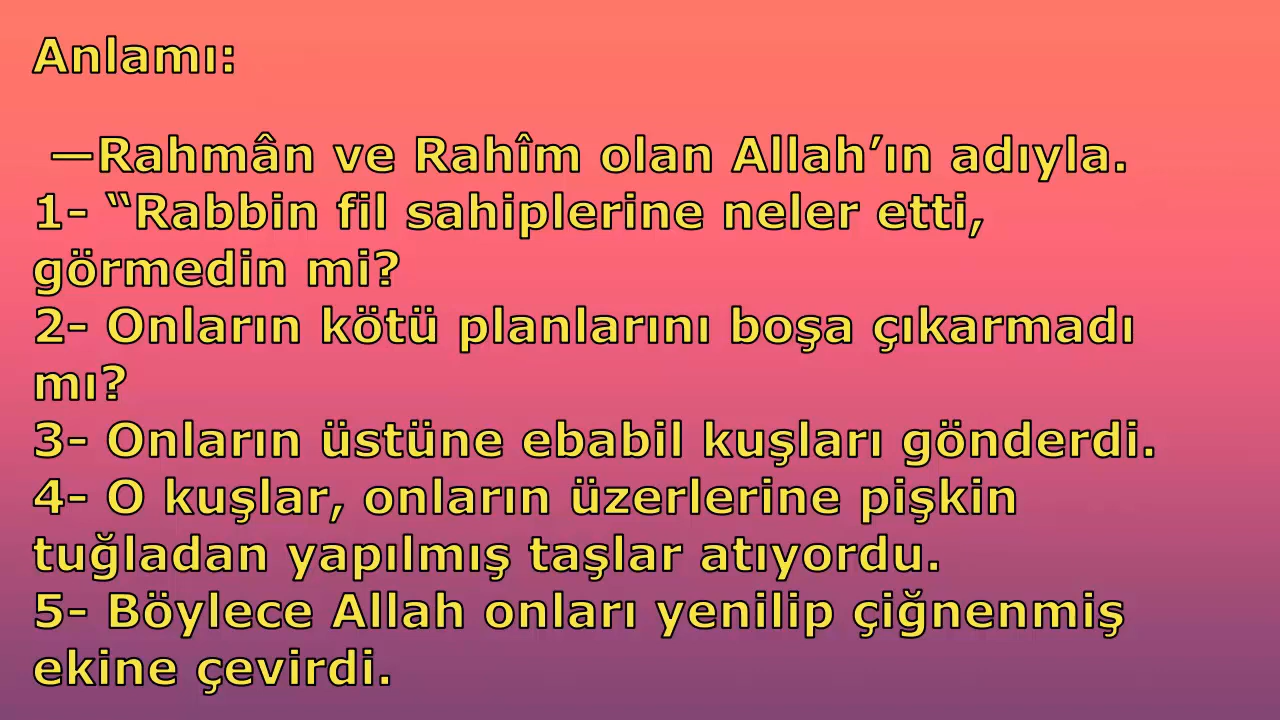 Anlamı:
—Rahmân ve Rahîm olan Allah’ın adıyla.
1- “Rabbin fil sahiplerine neler etti,
görmedin mi?
2- Onların kötü planlarını boşa çıkarmadı
mı?
3- Onların üstüne ebabil kuşları gönderdi.
4- O kuşlar, onların üzerlerine pişkin
tuğladan yapılmış taşlar atıyordu.
5- Böylece Allah onları yenilip çiğnenmiş
ekine çevirdi.